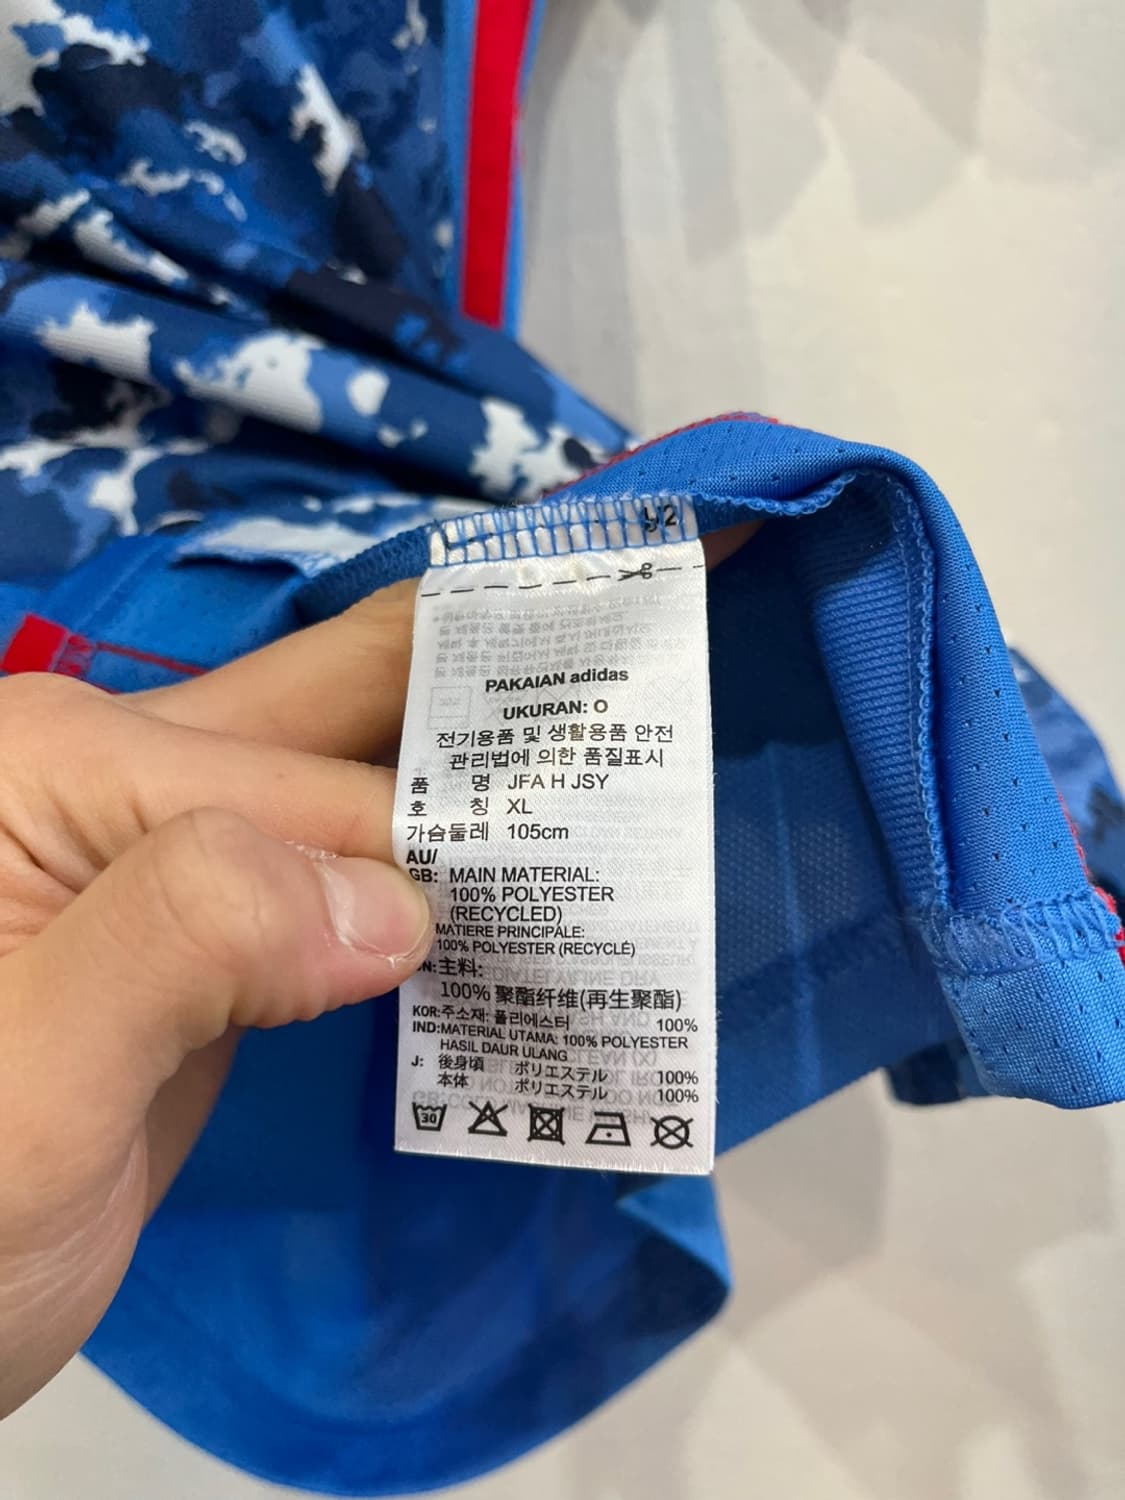 52
PAKAIAN adidas
UKURAN: O
전기용품 및 생활용품 안전
관리법에 의한 품질표시
품 명 JFA H JSY
호 칭 XL
가슴둘레 105cm
AU/
GB: MAIN MATERIAL:
100% POLYESTER
(RECYCLED)
MATIERE PRINCIPALE:
100% POLYESTER (RECYCLÉ)
主料:
100% 聚酯纤维(再生聚酯)
KOR:주소재: 폴리에스터 100%
IND:MATERIAL UTAMA: 100% POLYESTER
HASIL DAUR ULANG
J: 後身頃 ポリエステル 100%
本体 ポリエステル 100%
30